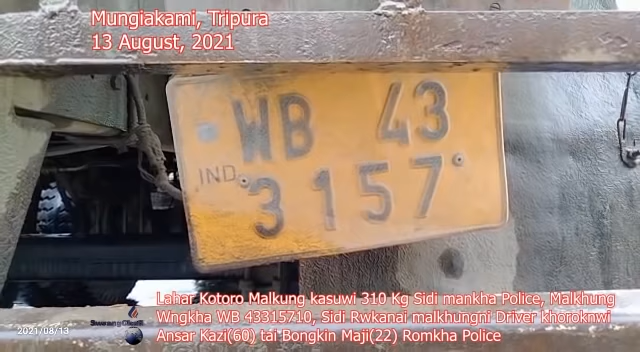 Mungiakami, Tripura
13 August, 2021
WB 43
IND
3157
Lahar Kotoro Malkung kasuwi 310 Kg Sidi mankha Police, Malkhung
Wngkha WB 43315710, Sidi Rwkanai malkhungni Driver khoroknwi
Ansar Kazi(60) tai Bongkin Maji(22) Romkha Police
2021/08/13